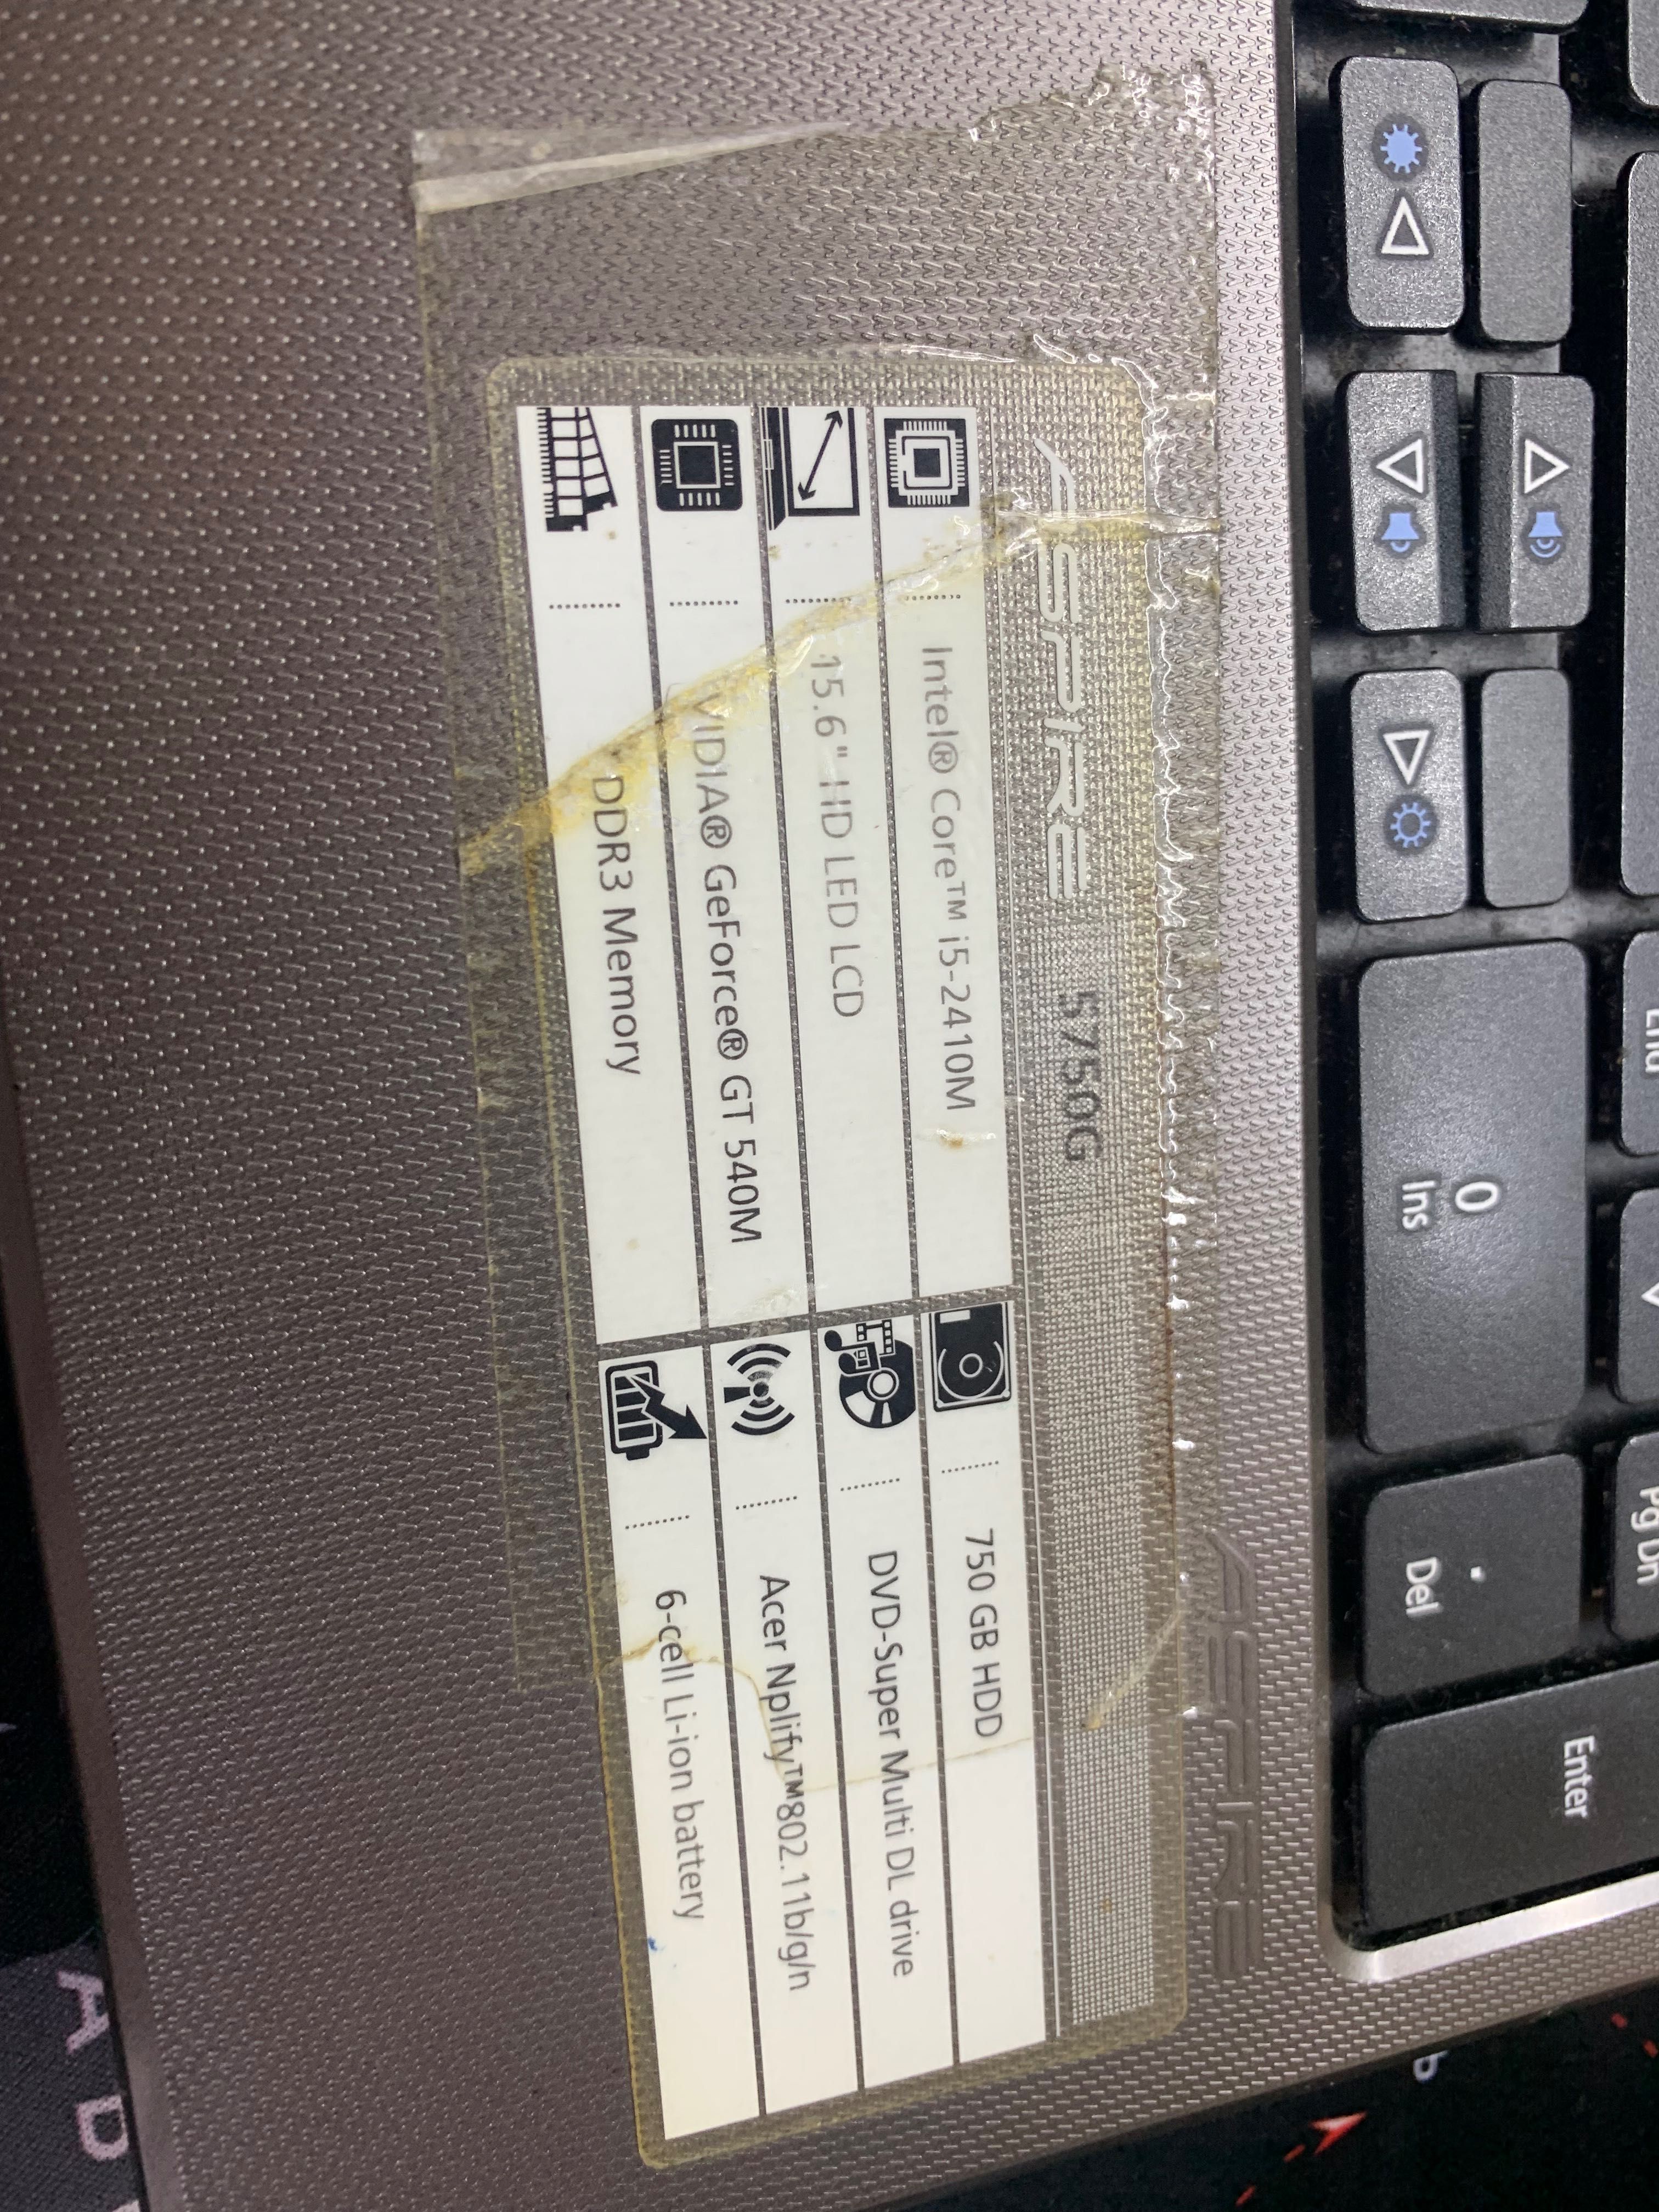 ASPIRE 5750G
Intel® Core™ i5-2410M
15.6" HD LED LCD
VIDIA® GeForce® GT 540M
DDR3 Memory
750 GB HDD
DVD-Super Multi DL drive
Acer Nplify™802.11b/g/n
6-cell Li-ion battery
ASPIRE
End
0
Ins
Pg Dn
.
Del
Enter